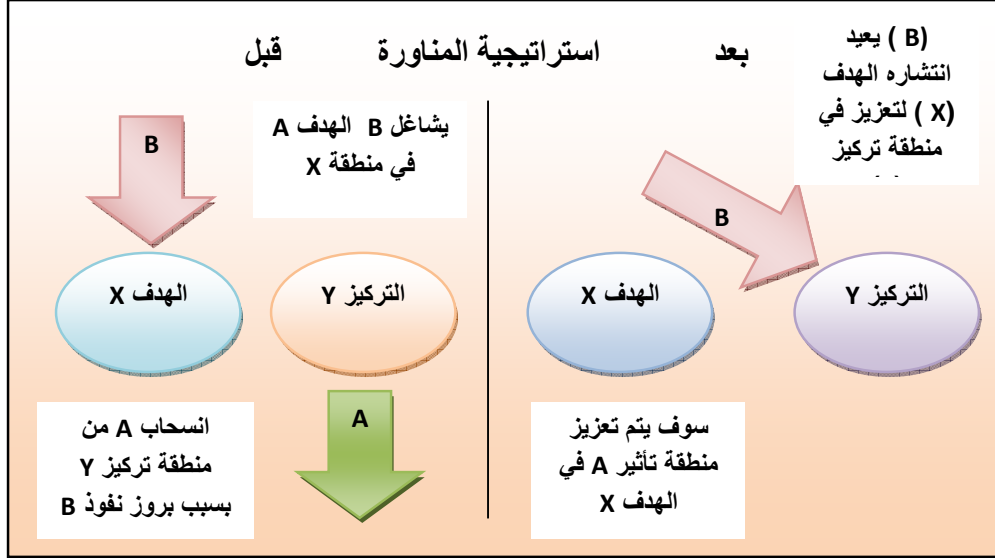 قبل استراتيجية المناورة بعد
(B) يعيد
انتشاره الهدف
(X) لتعزيز في
منطقة تركيز
B
يشاغل B الهدف A
في منطقة X
B
الهدف X
التركيز Y
الهدف X
التركيز Y
A
انسحاب A من
منطقة تركيز Y
بسبب بروز نفوذ B
سوف يتم تعزيز
منطقة تأثير A في
الهدف X